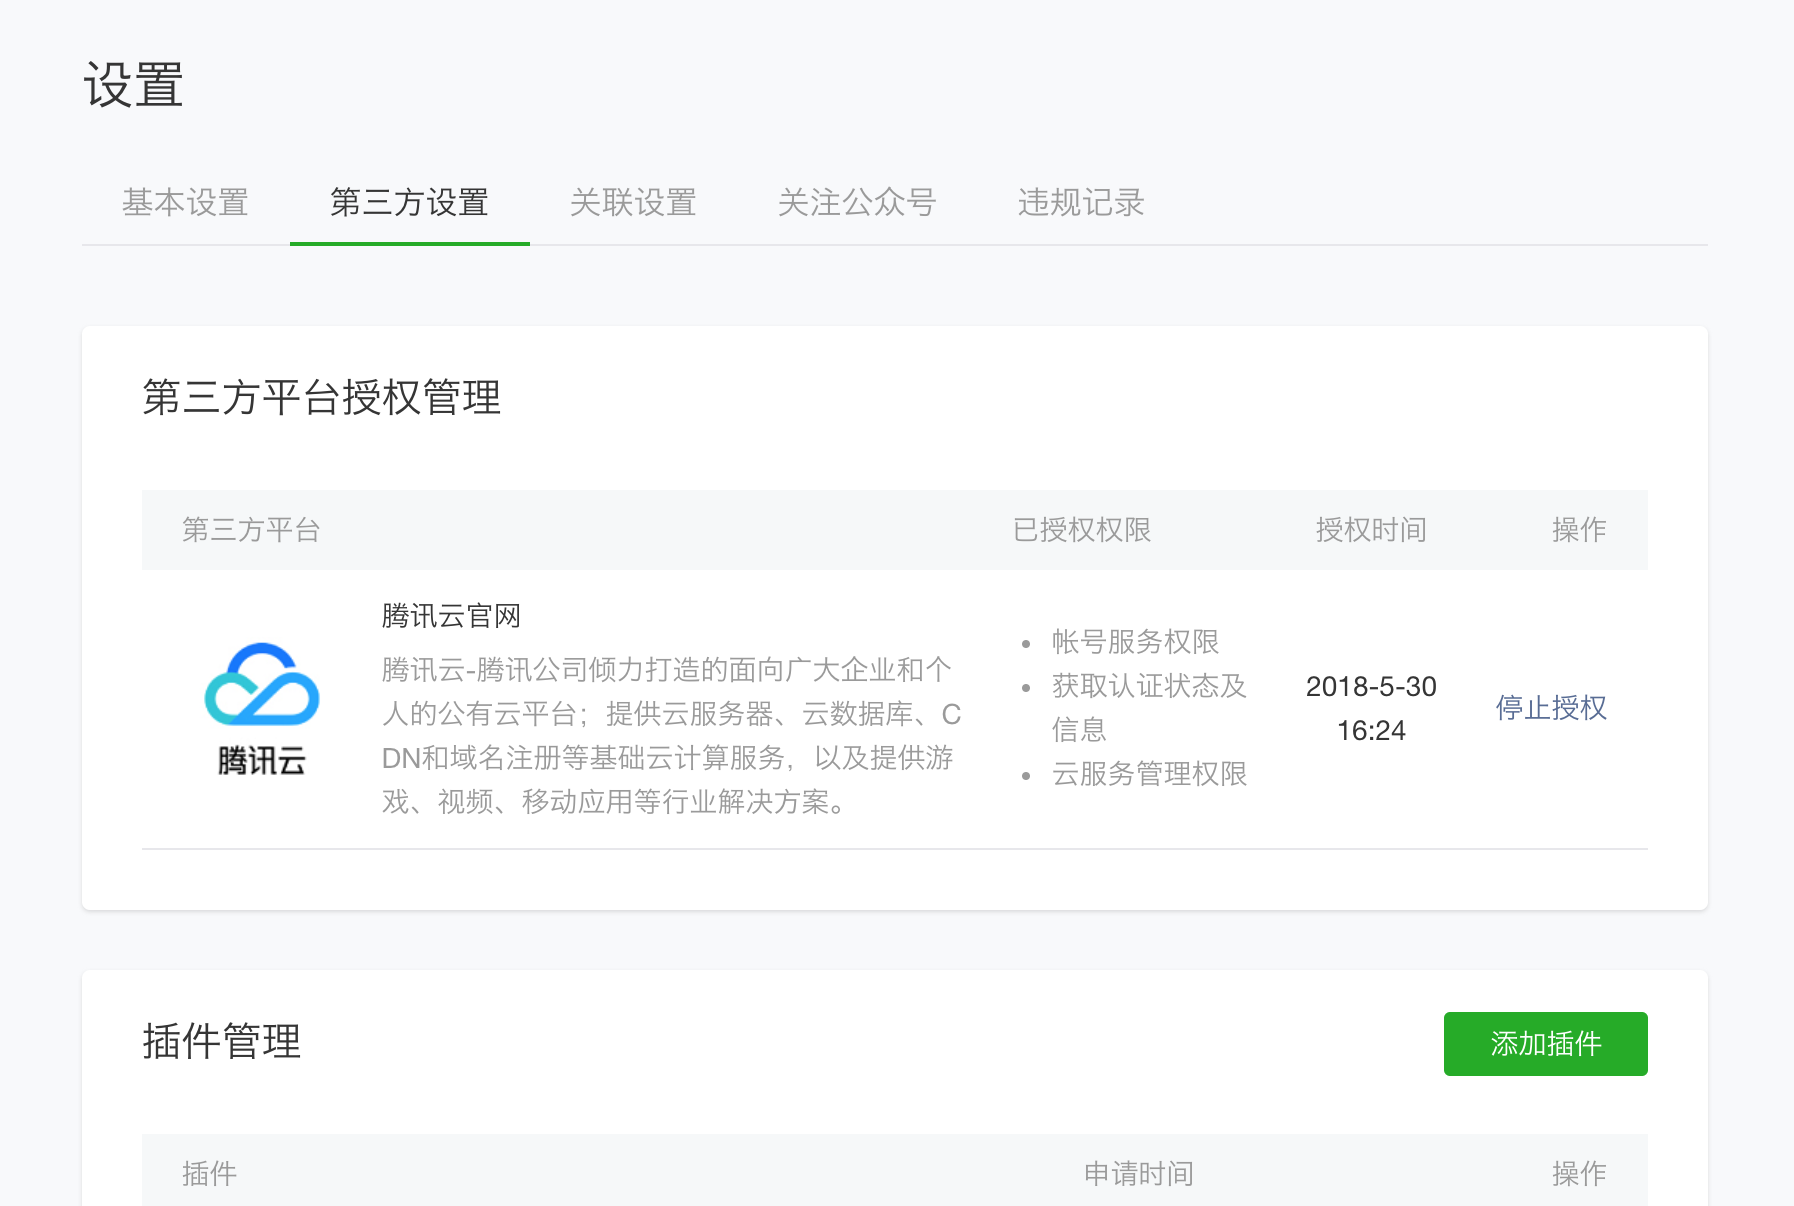 设置
基本设置 第三方设置 关联设置 关注公众号 违规记录
第三方平台授权管理
第三方平台 已授权权限 授权时间 操作
腾讯云
腾讯云官网
腾讯云-腾讯公司倾力打造的面向广大企业和个
人的公有云平台；提供云服务器、云数据库、C
DN和域名注册等基础云计算服务，以及提供游
戏、视频、移动应用等行业解决方案。
帐号服务权限
获取认证状态及
信息
云服务管理权限
2018-5-30
16:24
停止授权
插件管理
添加插件
插件 申请时间 操作